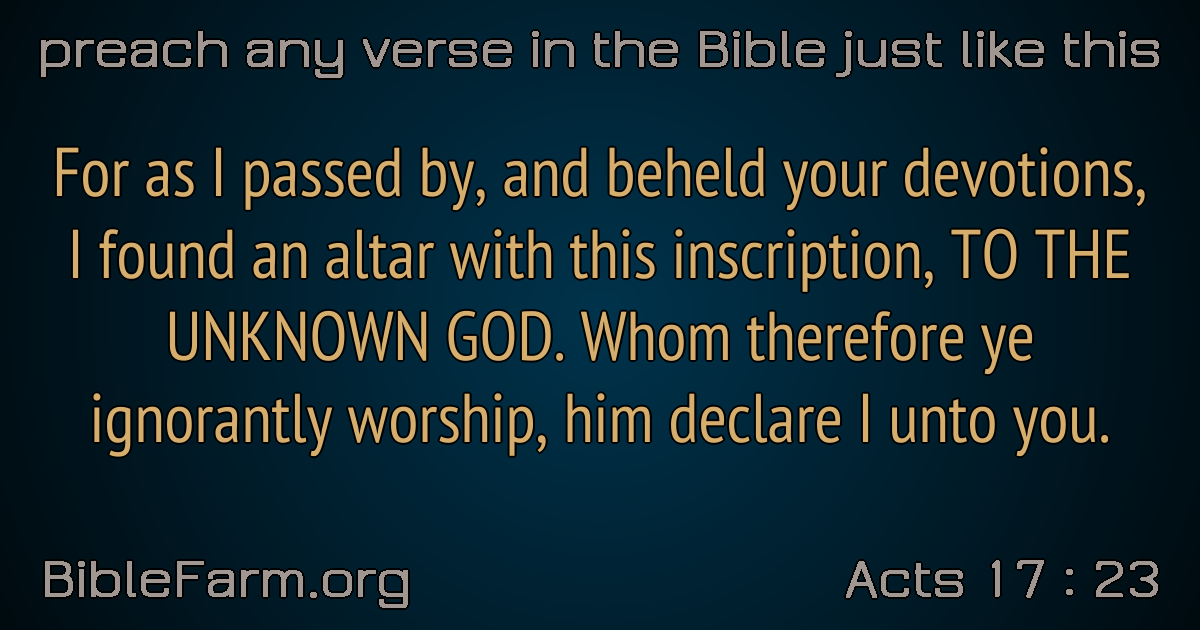 preach any verse in the Bible just like this
For as I passed by, and beheld your devotions,
I found an altar with this inscription, TO THE
UNKNOWN GOD. Whom therefore ye
ignorantly worship, him declare I unto you.
BibleFarm.org
Acts 17 : 23